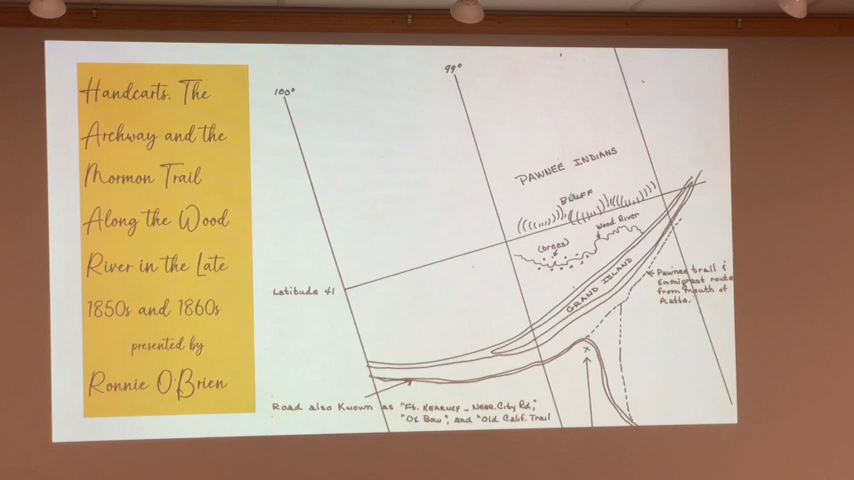 Handcarts. The
Archway and the
Mormon Trail
Along the Wood
River in the Late
1850s and 1860s
presented by
Ronnie O'Brien
100°
99°
PAWNEE INDIANS
BLUFF
Wood River
(trees)
Latitude 41
GRAND ISLAND
Pawnee trail &
Emigrant route
from mouth of
Platte.
x
Road also Known as "Ft. KEARNEY - NEBR. City Rd,"
"Ox Bow", and "Old Calif. Trail